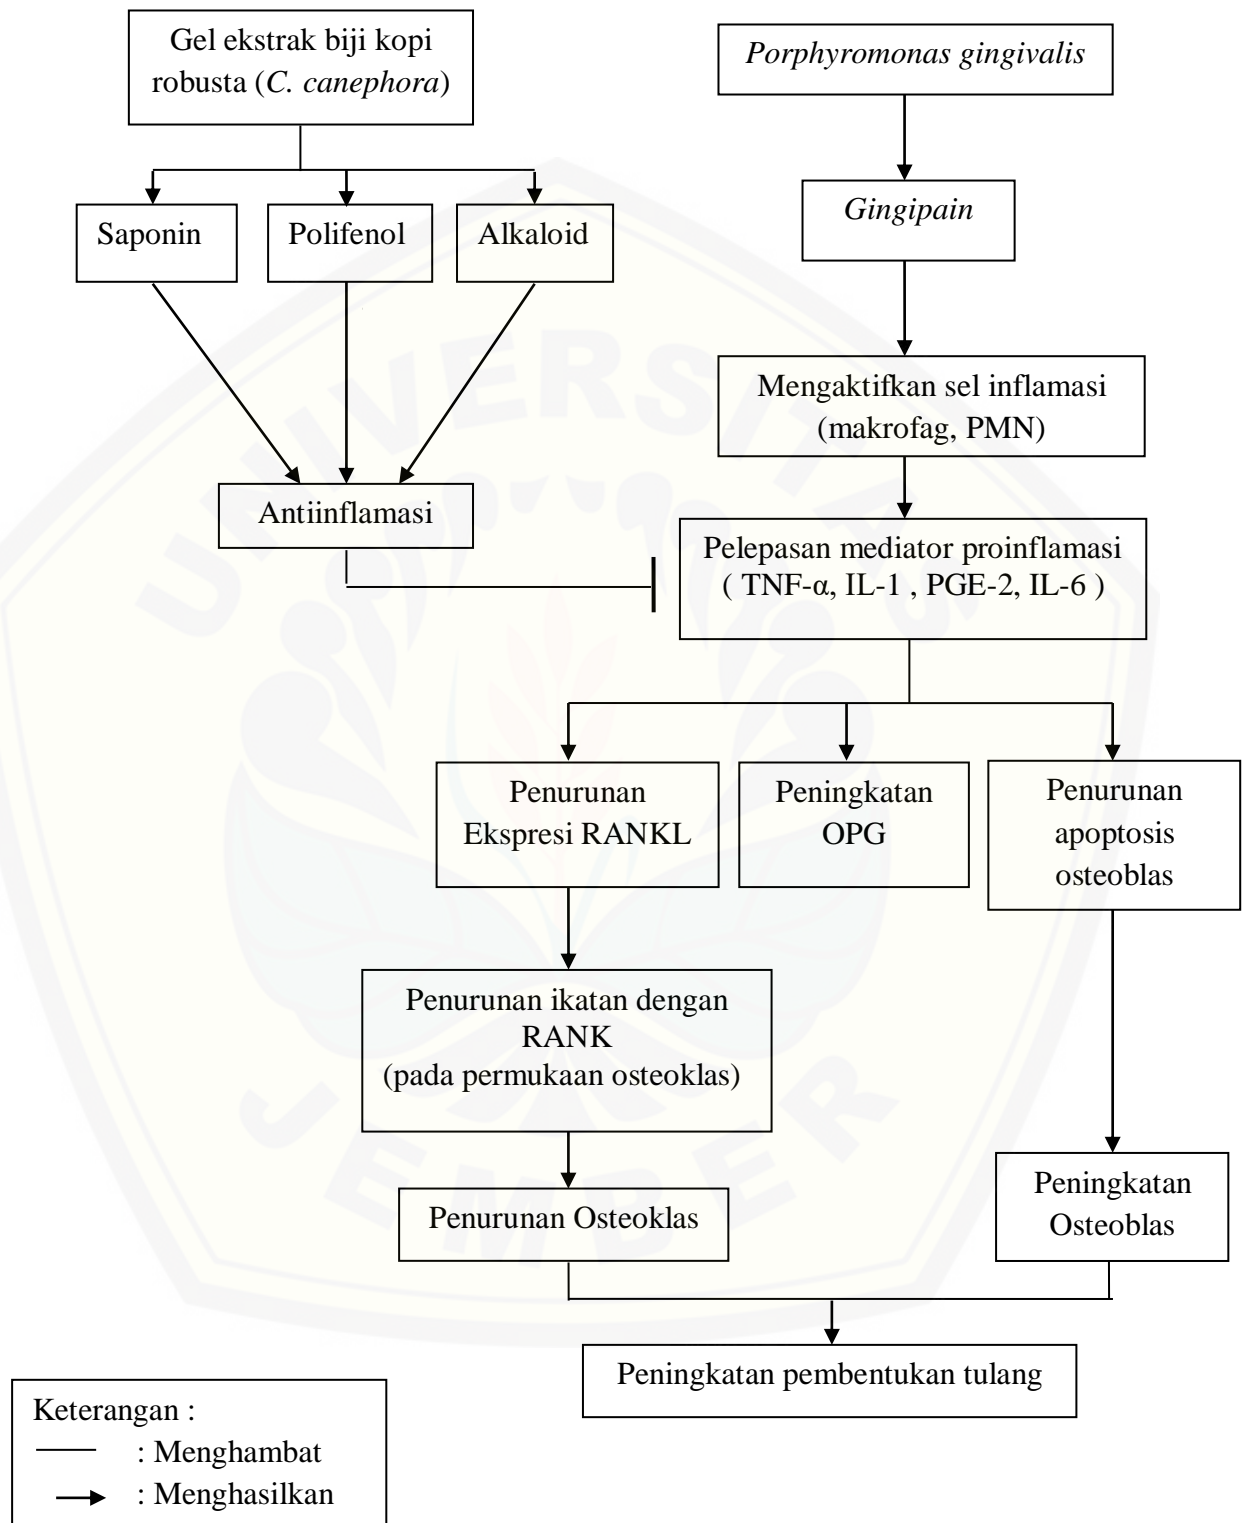 Gel ekstrak biji kopi
robusta (C. canephora)
Porphyromonas gingivalis
Saponin
Polifenol
Alkaloid
Gingipain
Mengaktifkan sel inflamasi
(makrofag, PMN)
Antiinflamasi
Pelepasan mediator proinflamasi
( TNF-α, IL-1 , PGE-2, IL-6 )
Penurunan
Ekspresi RANKL
Peningkatan
OPG
Penurunan
apoptosis
osteoblas
Penurunan ikatan dengan
RANK
(pada permukaan osteoklas)
Penurunan Osteoklas
Peningkatan
Osteoblas
Peningkatan pembentukan tulang
Keterangan :
: Menghambat
: Menghasilkan
UNIVERSITAS
JEMBER